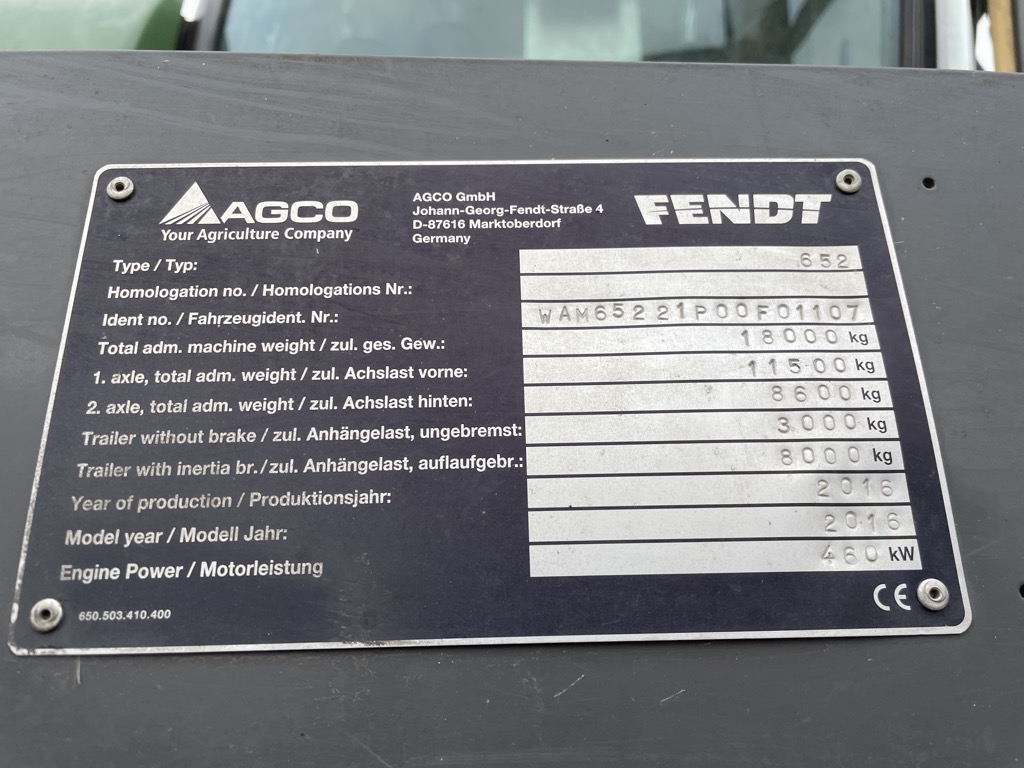 AGCO
Your Agriculture Company
AGCO GmbH
Johann-Georg-Fendt-Straße 4
D-87616 Marktoberdorf
Germany
FENDT
Type / Typ: 652
Homologation no. / Homologations Nr.:
Ident no. / Fahrzeugident. Nr.: WAM65221P00F01107
Total adm. machine weight / zul. ges. Gew.: 18000 kg
1. axle, total adm. weight / zul. Achslast vorne: 11500 kg
2. axle, total adm. weight / zul. Achslast hinten: 8600 kg
Trailer without brake / zul. Anhängelast, ungebremst: 3000 kg
Trailer with inertia br./zul. Anhängelast, auflaufgebr.: 8000 kg
Year of production / Produktionsjahr: 2016
Model year / Modell Jahr: 2016
Engine Power / Motorleistung 460 kW
650.503.410.400
CE